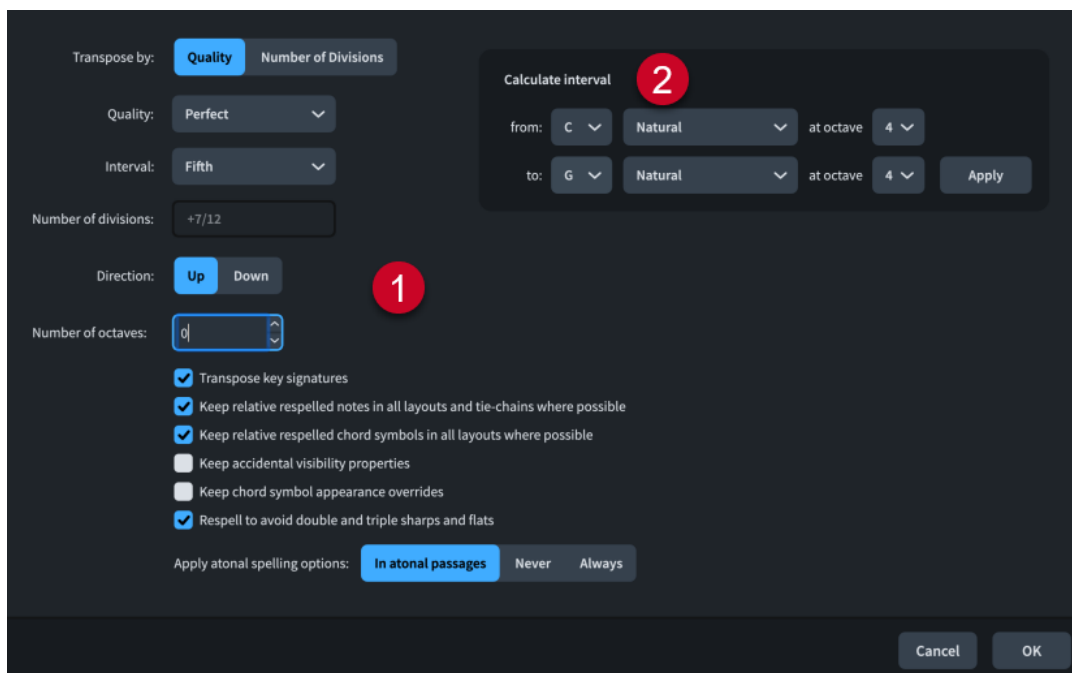 Transpose by: Quality Number of Divisions
Calculate interval 2
Quality: Perfect
from: C Natural at octave 4
Interval: Fifth
to: G Natural at octave 4 Apply
Number of divisions: +7/12
Direction: Up Down
1
Number of octaves: 0
Transpose key signatures
Keep relative respelled notes in all layouts and tie-chains where possible
Keep relative respelled chord symbols in all layouts where possible
Keep accidental visibility properties
Keep chord symbol appearance overrides
Respell to avoid double and triple sharps and flats
Apply atonal spelling options: In atonal passages Never Always
Cancel OK